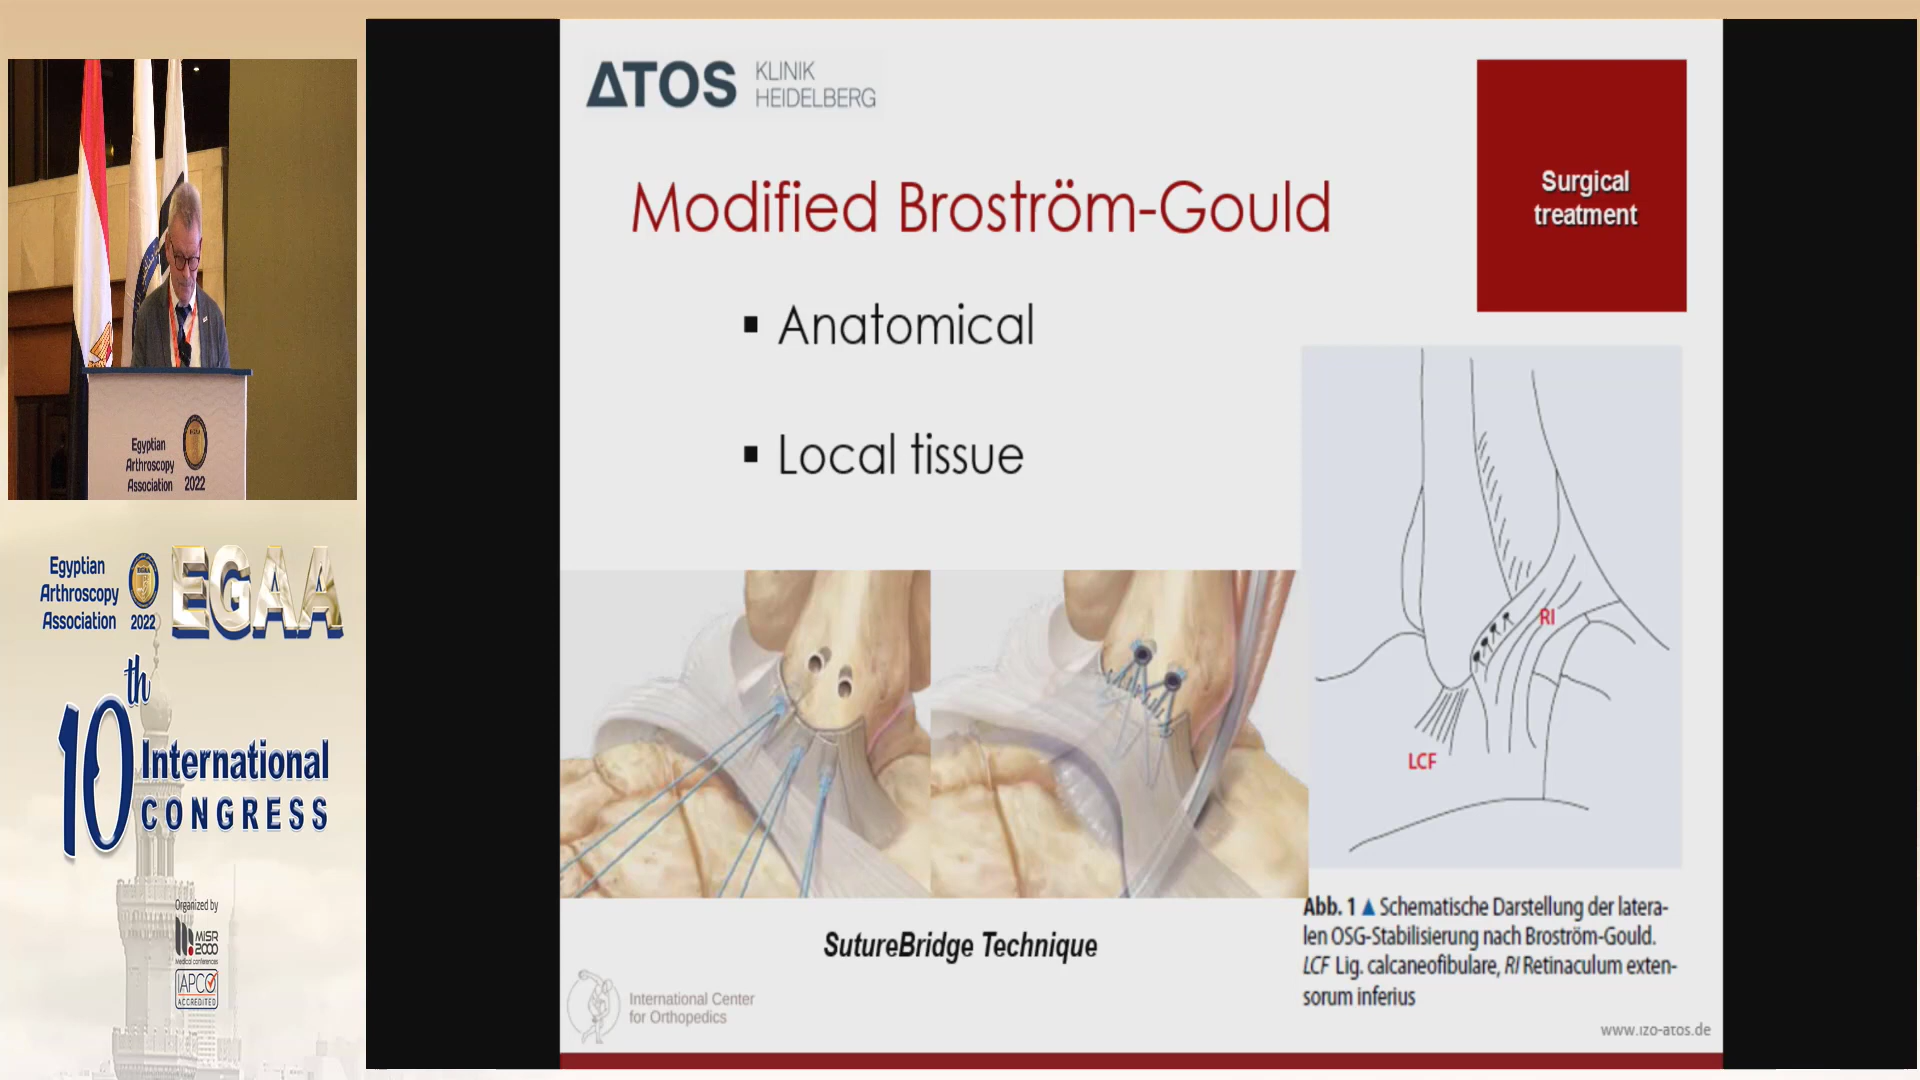 Egyptian
Arthroscopy
Association 2022
Egyptian
Arthroscopy
Association
2022
EGAA
10th
International
CONGRESS
Organized by
MiSR
2000
Medical conferences
IAPCO
ACCREDITED
ATOS KLINIK
HEIDELBERG
Modified Broström-Gould
Surgical
treatment
▪ Anatomical
▪ Local tissue
RI
LCF
SutureBridge Technique
Abb. 1 ▲ Schematische Darstellung der latera-
len OSG-Stabilisierung nach Broström-Gould.
LCF Lig. calcaneofibulare, RI Retinaculum exten-
sorum inferius
International Center
for Orthopedics
www.izo-atos.de